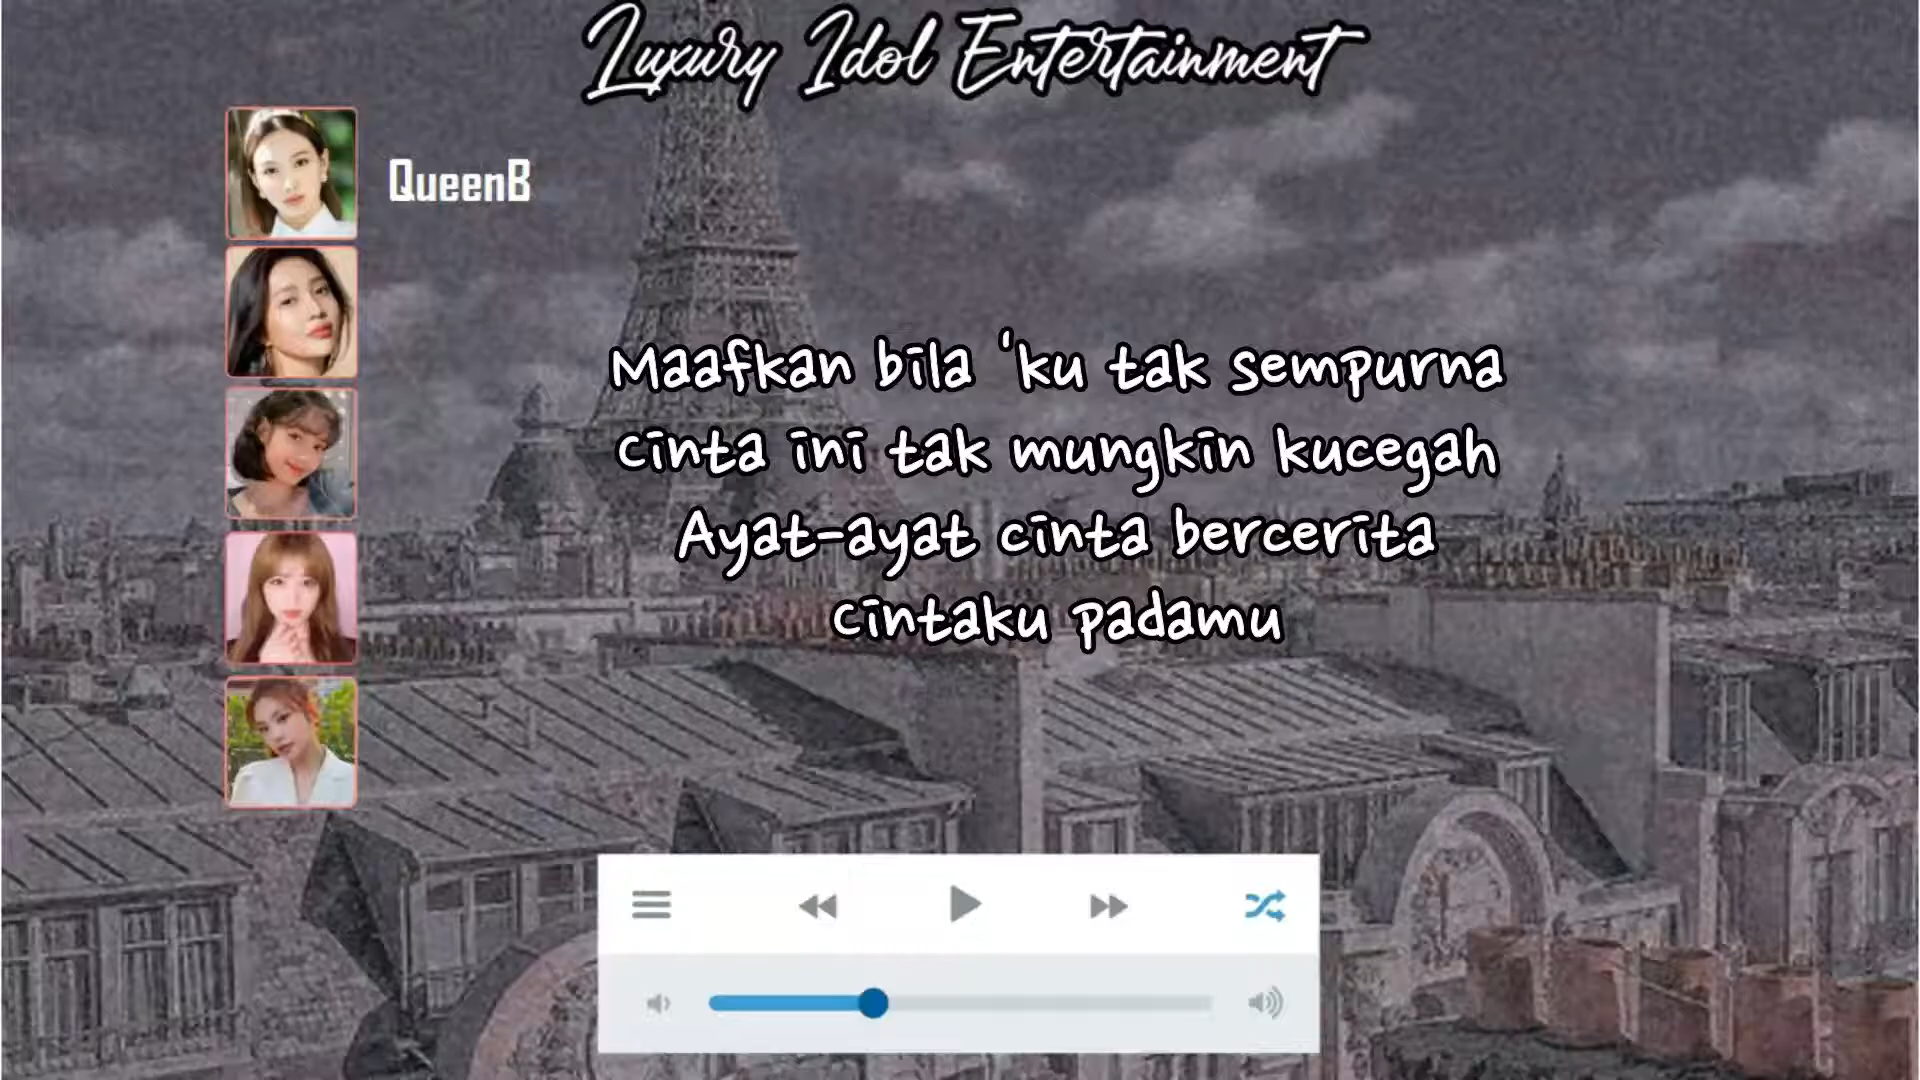 Luxury Idol Entertainment
QueenB
Maafkan bila 'ku tak sempurna
Cinta ini tak mungkin kucegah
Ayat-ayat cinta bercerita
Cintaku padamu